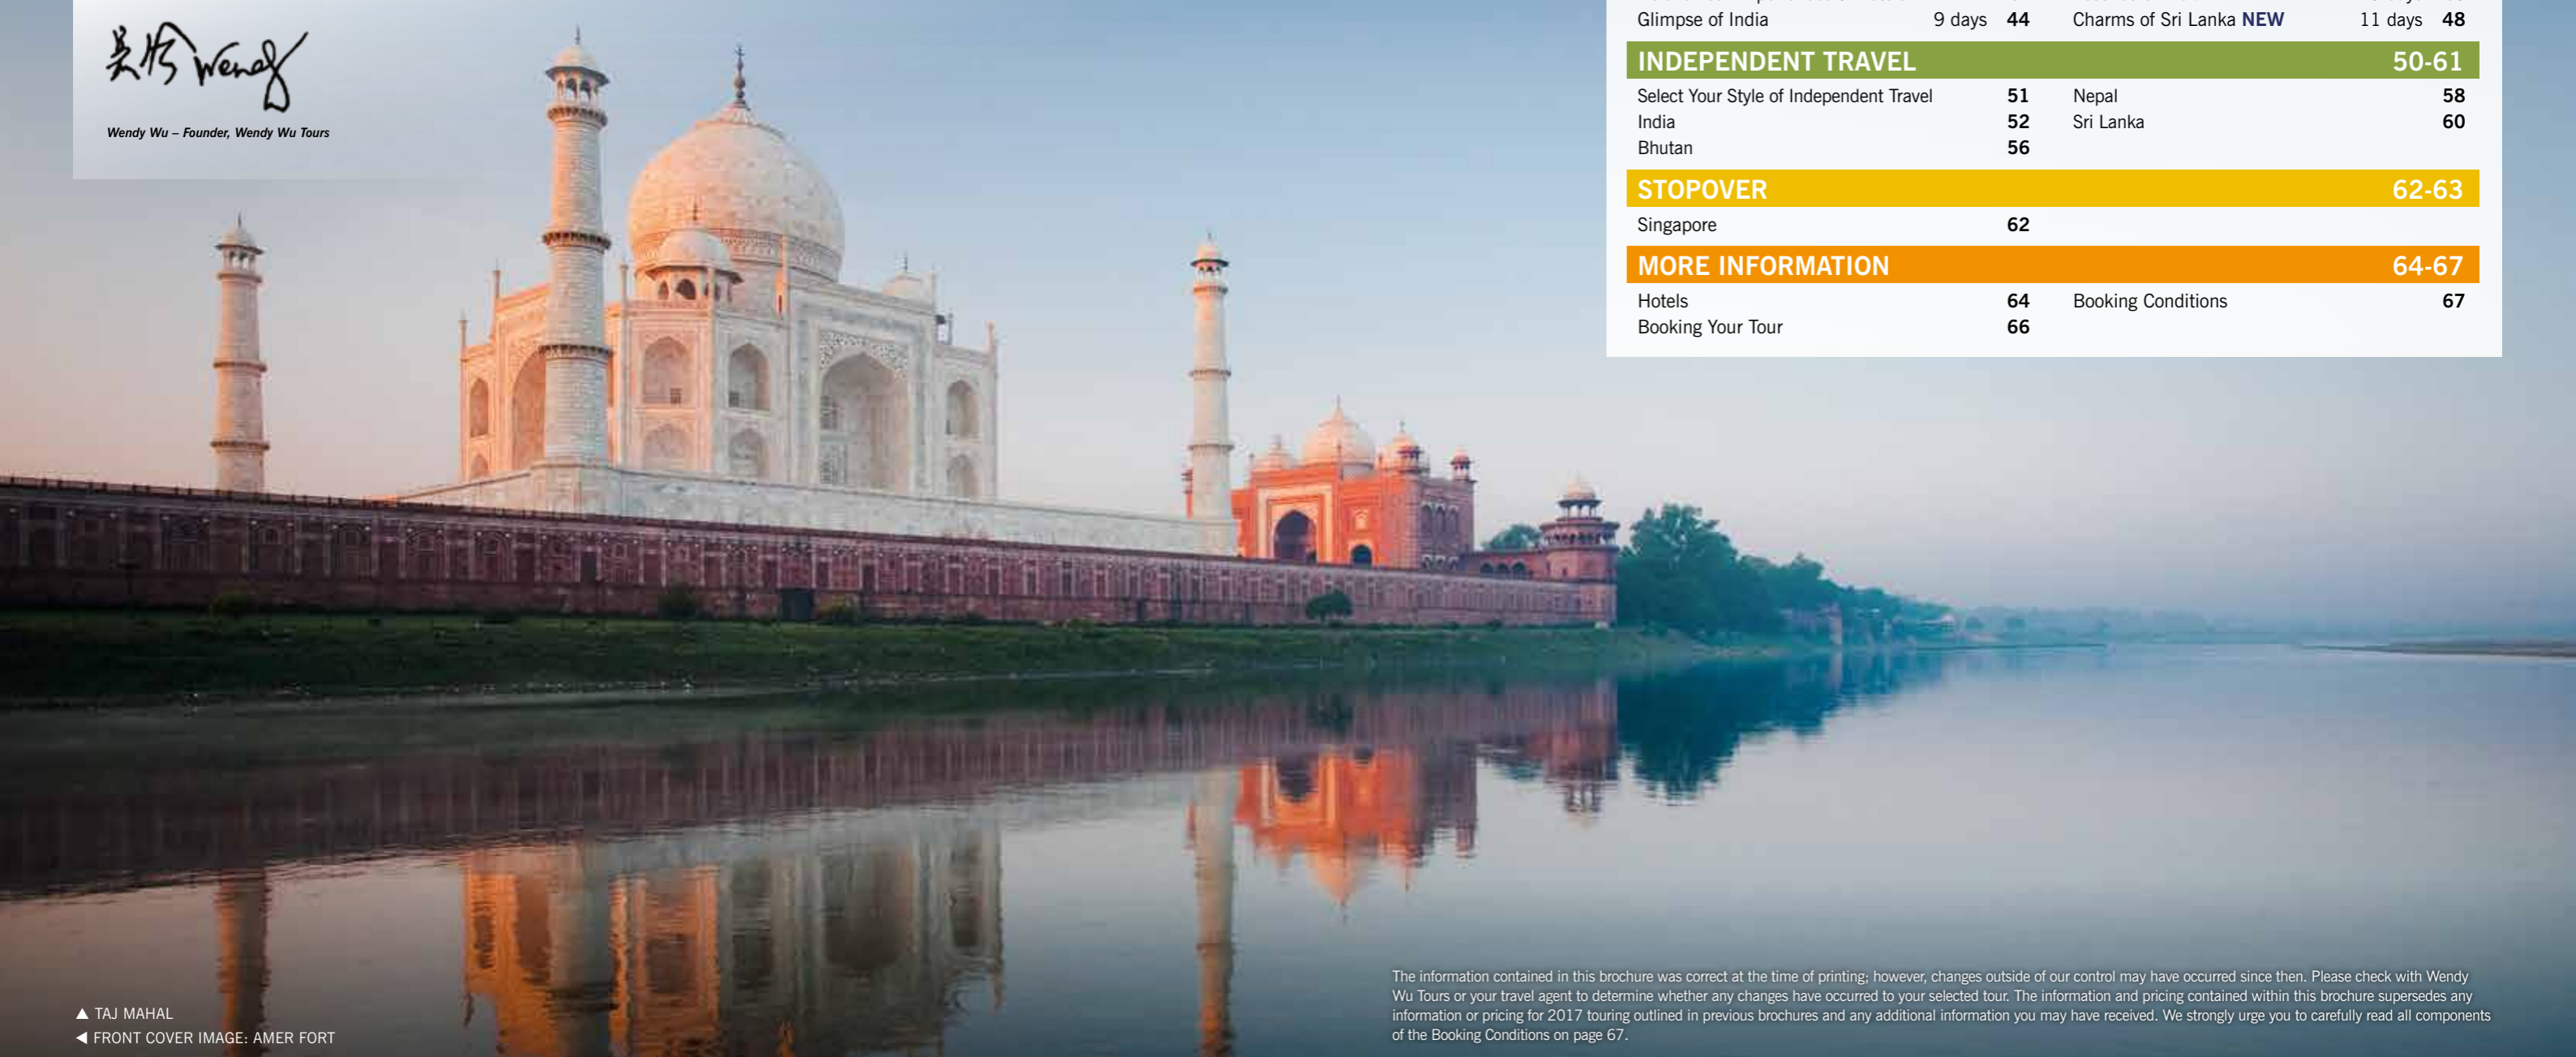 吴 Wendy
Wendy Wu – Founder, Wendy Wu Tours
Glimpse of India 9 days 44
Charms of Sri Lanka NEW 11 days 48
INDEPENDENT TRAVEL 50-61
Select Your Style of Independent Travel 51
India 52
Bhutan 56
Nepal 58
Sri Lanka 60
STOPOVER 62-63
Singapore 62
MORE INFORMATION 64-67
Hotels 64
Booking Your Tour 66
Booking Conditions 67
▲ TAJ MAHAL
◀ FRONT COVER IMAGE: AMER FORT
The information contained in this brochure was correct at the time of printing; however, changes outside of our control may have occurred since then. Please check with Wendy
Wu Tours or your travel agent to determine whether any changes have occurred to your selected tour. The information and pricing contained within this brochure supersedes any
information or pricing for 2017 touring outlined in previous brochures and any additional information you may have received. We strongly urge you to carefully read all components
of the Booking Conditions on page 67.